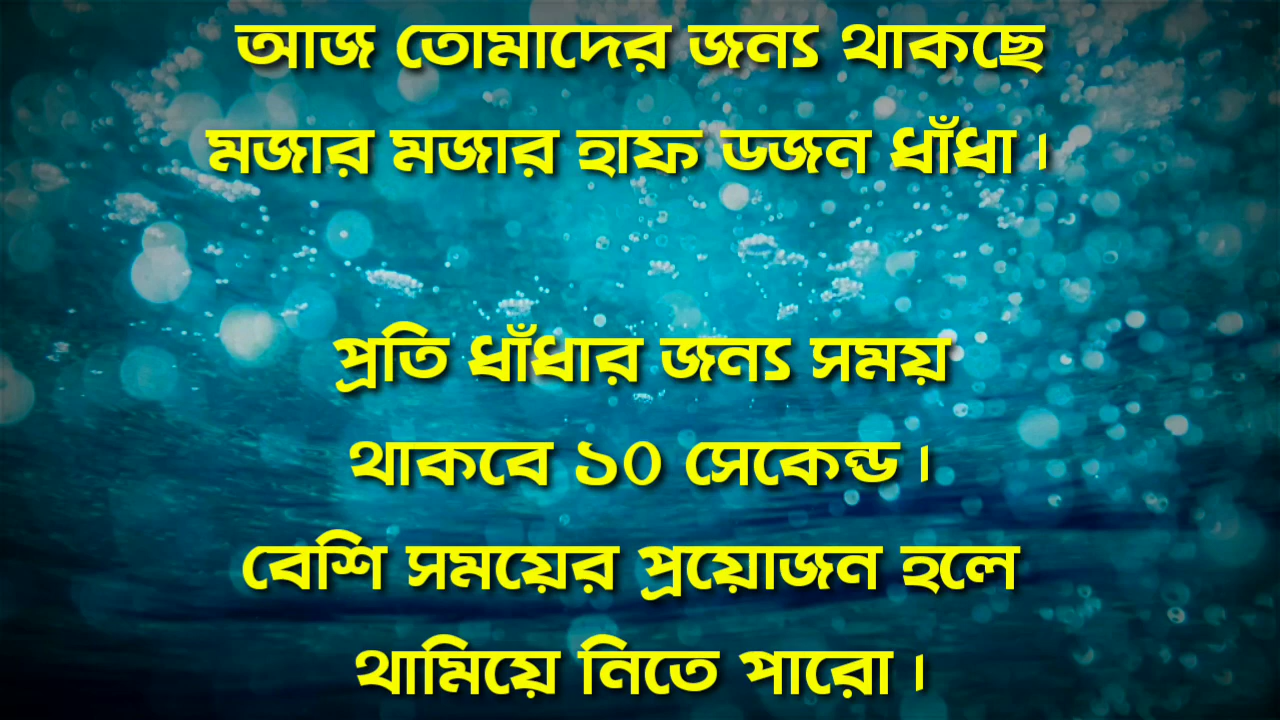 আজ তোমাদের জন্য থাকছে
মজার মজার হাফ ডজন ধাঁধা।
প্রতি ধাঁধার জন্য সময়
থাকবে ১০ সেকেন্ড।
বেশি সময়ের প্রয়োজন হলে
থামিয়ে নিতে পারো।